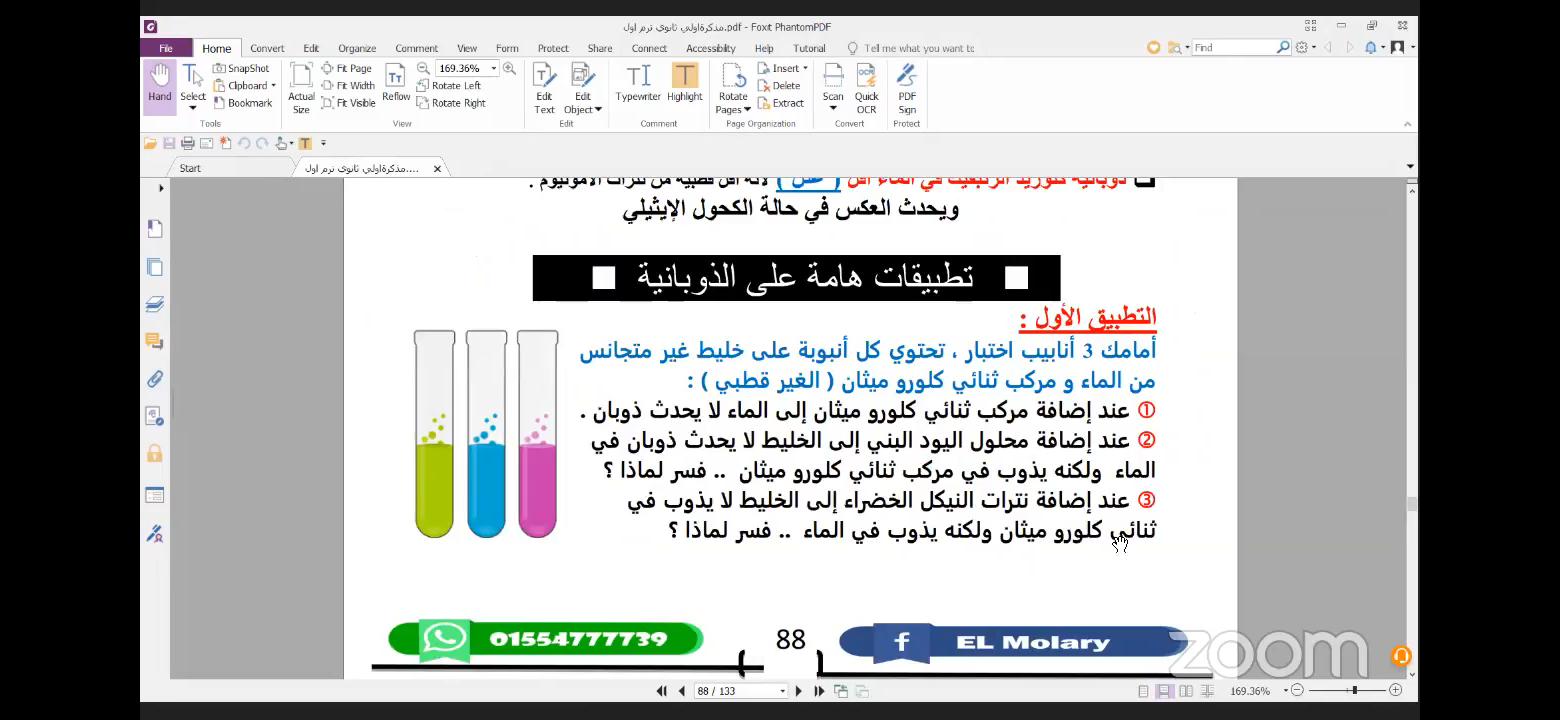 مذكرةاولي ثانوى ترم اول.pdf - Foxit PhantomPDF
File Home Convert Edit Organize Comment View Form Protect Share Connect Accessibility Help Tutorial Tell me what you want to Find
Hand
Select
SnapShot
Clipboard
Bookmark
Tools
Actual Size
Fit Page
Fit Width
Fit Visible
Reflow
169.36%
Rotate Left
Rotate Right
View
Edit Text
Edit Object
Edit
Typewriter
Highlight
Comment
Rotate Pages
Insert
Delete
Extract
Page Organization
Scan
Quick OCR
Convert
PDF Sign
Protect
Start
مذكرةاولي ثانوى ترم اول....
ذوبانية كلوريد الزئبقيك في الماء أقل ( علل ) لأنه أقل قطبية من نترات الأمونيوم .
ويحدث العكس في حالة الكحول الإيثيلي
تطبيقات هامة على الذوبانية
التطبيق الأول :
أمامك 3 أنابيب اختبار ، تحتوي كل أنبوبة على خليط غير متجانس
من الماء و مركب ثنائي كلورو ميثان ( الغير قطبي ) :
① عند إضافة مركب ثنائي كلورو ميثان إلى الماء لا يحدث ذوبان .
② عند إضافة محلول اليود البني إلى الخليط لا يحدث ذوبان في
الماء ولكنه يذوب في مركب ثنائي كلورو ميثان .. فسر لماذا ؟
③ عند إضافة نترات النيكل الخضراء إلى الخليط لا يذوب في
ثنائي كلورو ميثان ولكنه يذوب في الماء .. فسر لماذا ؟
01554777739
88
f EL Molary
zoom
88 / 133
169.36%